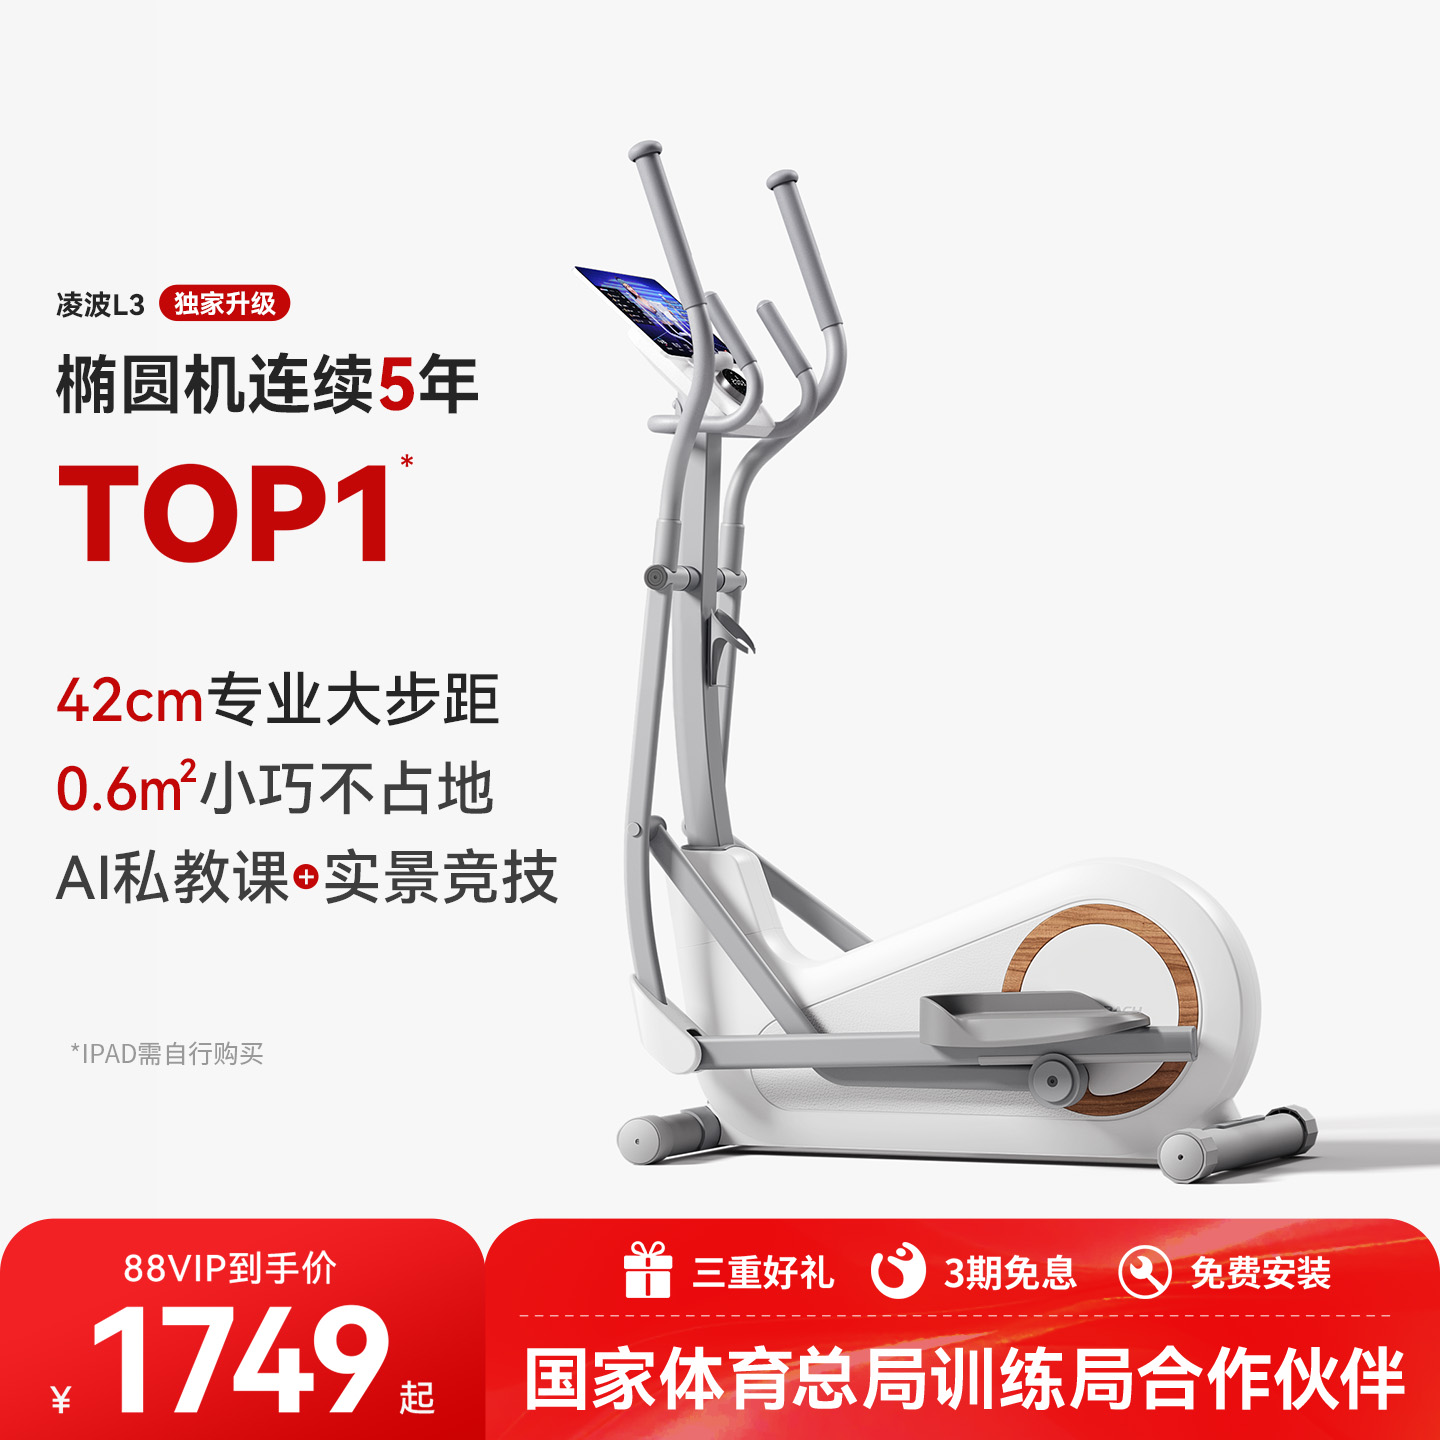 凌波L3 独家升级
椭圆机连续5年
TOP1*
42cm专业大步距
0.6m²小巧不占地
AI私教课+实景竞技
*IPAD需自行购买
88VIP到手价
¥1749起
三重好礼 3期免息 免费安装
国家体育总局训练局合作伙伴